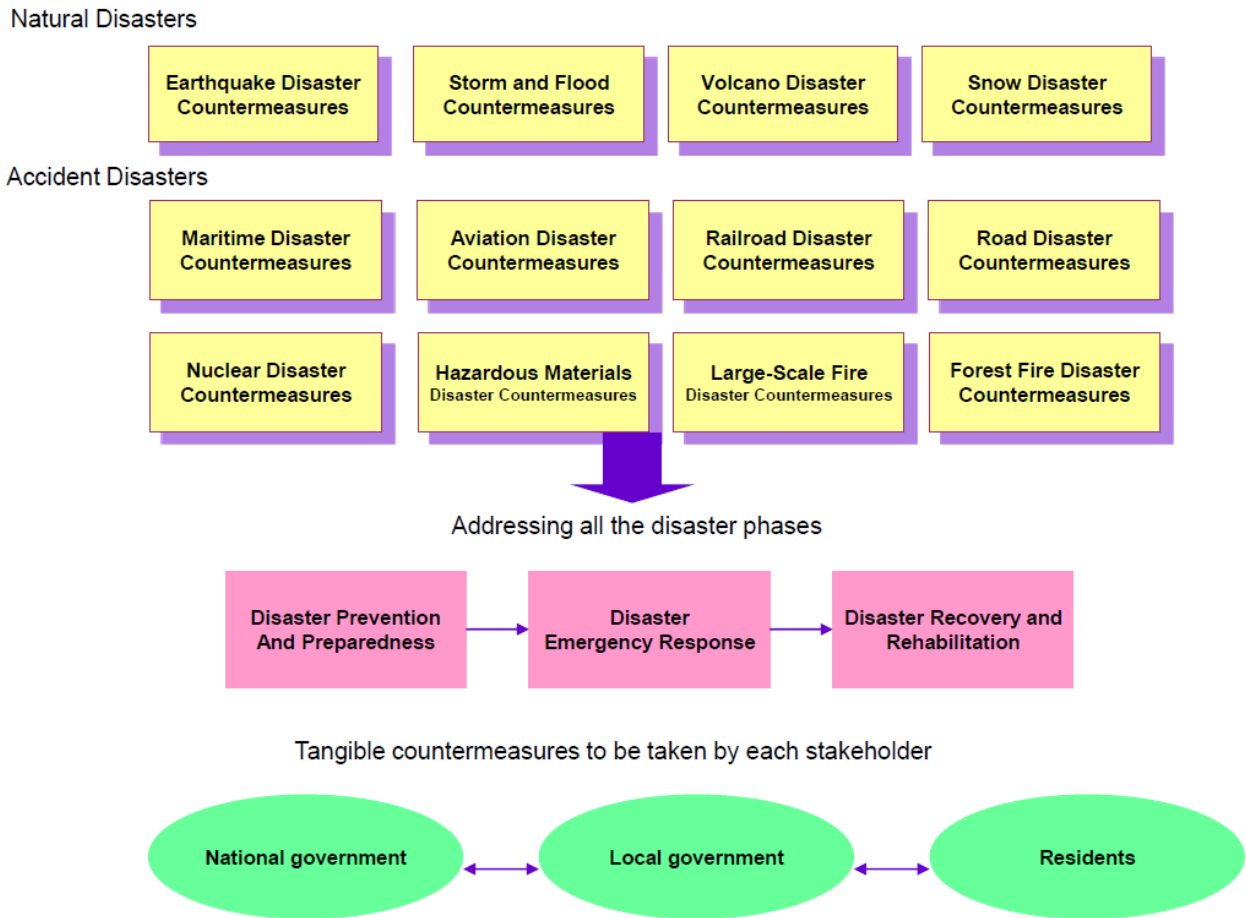 Natural Disasters
Earthquake Disaster
Countermeasures
Storm and Flood
Countermeasures
Volcano Disaster
Countermeasures
Snow Disaster
Countermeasures
Accident Disasters
Maritime Disaster
Countermeasures
Aviation Disaster
Countermeasures
Railroad Disaster
Countermeasures
Road Disaster
Countermeasures
Nuclear Disaster
Countermeasures
Hazardous Materials
Disaster Countermeasures
Large-Scale Fire
Disaster Countermeasures
Forest Fire Disaster
Countermeasures
Addressing all the disaster phases
Disaster Prevention
And Preparedness
Disaster
Emergency Response
Disaster Recovery and
Rehabilitation
Tangible countermeasures to be taken by each stakeholder
National government
Local government
Residents